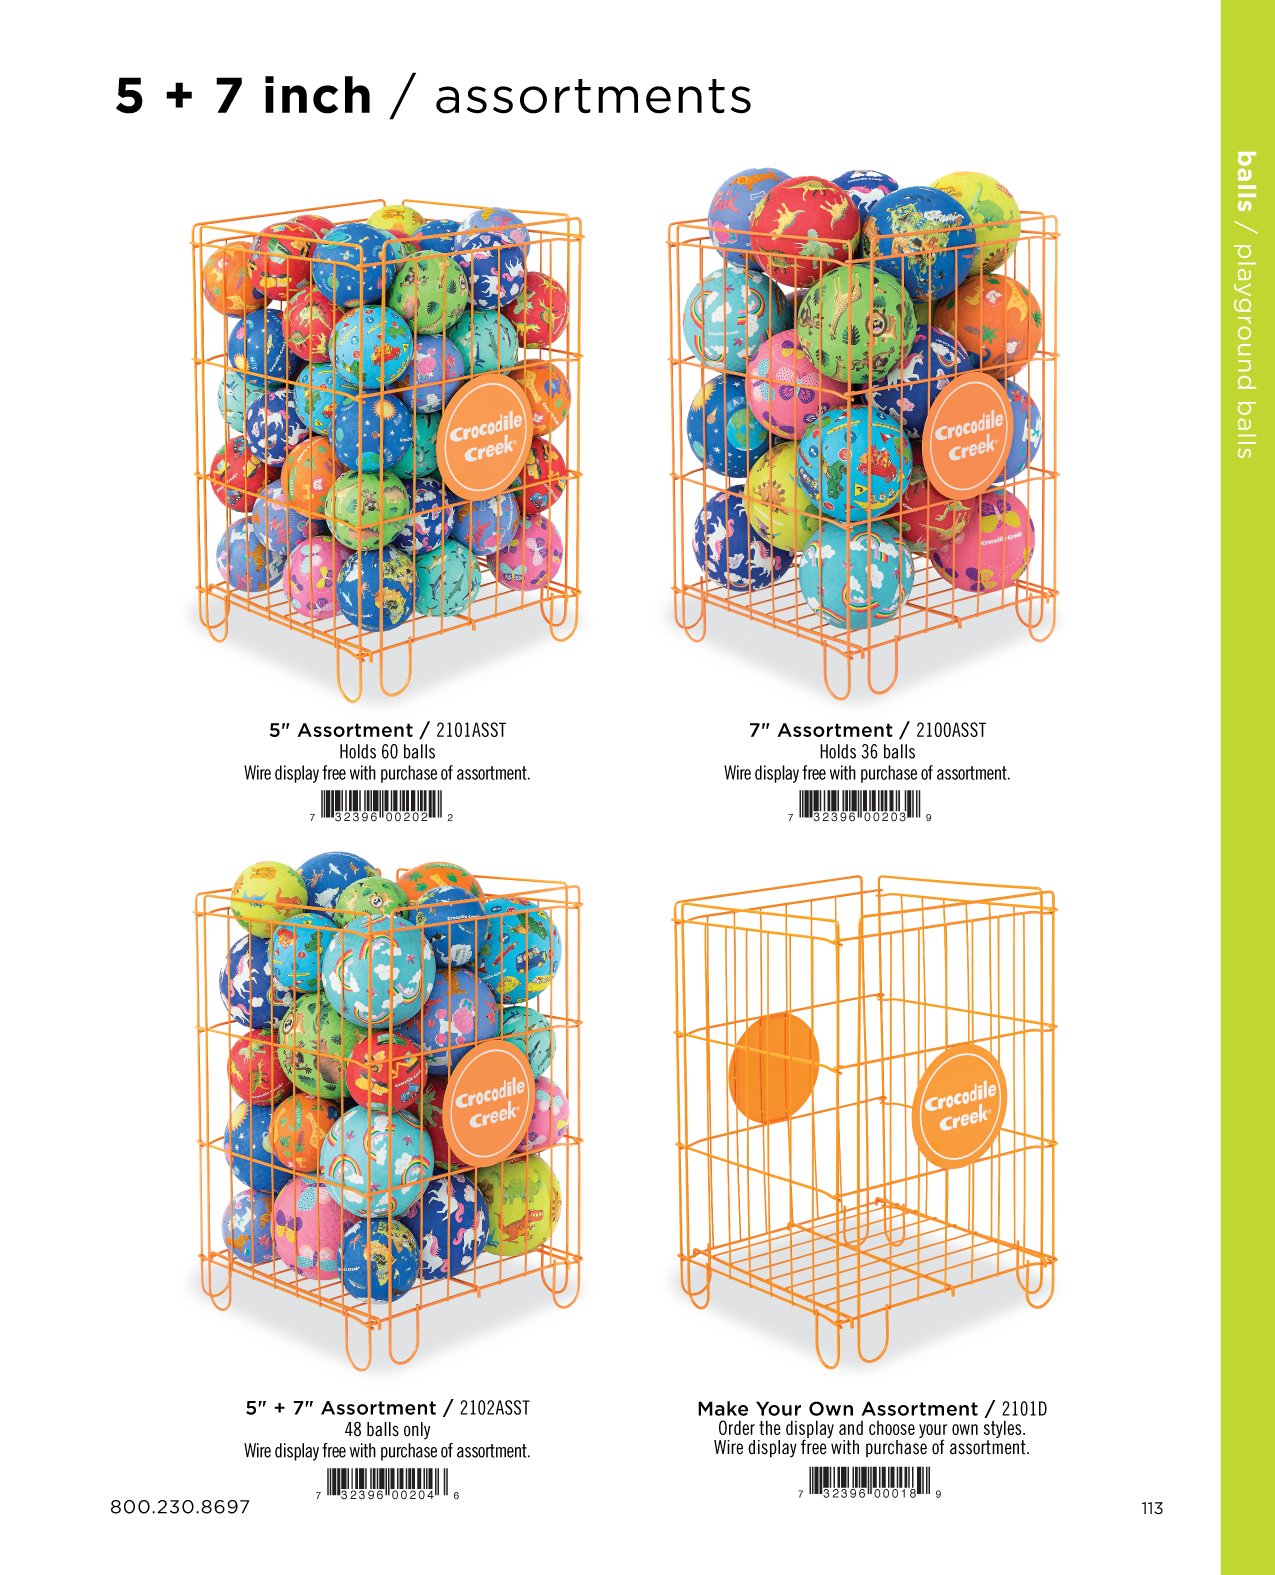 5 + 7 inch / assortments
balls / playground balls
Crocodile
Creek®
Crocodile
Creek®
5" Assortment / 2101ASST
Holds 60 balls
Wire display free with purchase of assortment.
7 32396 00202 2
7" Assortment / 2100ASST
Holds 36 balls
Wire display free with purchase of assortment.
7 32396 00203 9
Crocodile
Creek®
Crocodile
Creek®
5" + 7" Assortment / 2102ASST
48 balls only
Wire display free with purchase of assortment.
7 32396 00204 6
Make Your Own Assortment / 2101D
Order the display and choose your own styles.
Wire display free with purchase of assortment.
7 32396 00018 9
800.230.8697
113